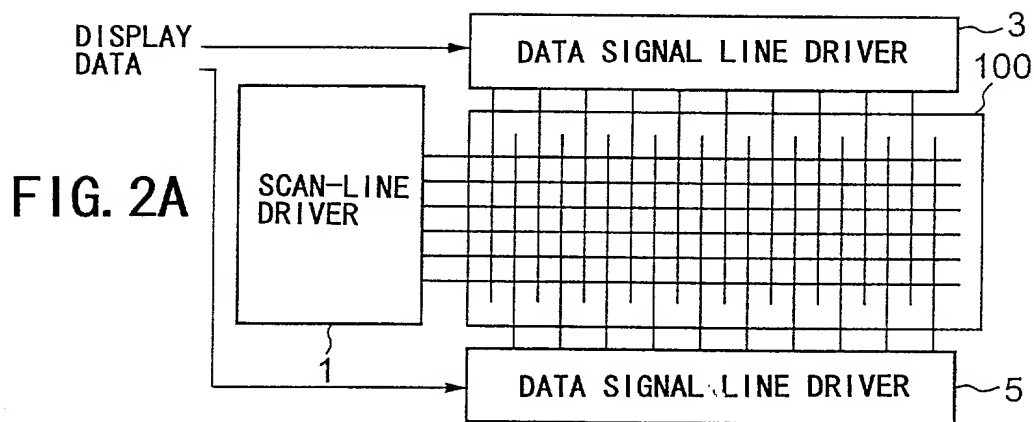 DISPLAY
DATA
DATA SIGNAL LINE DRIVER
3
100
FIG. 2A
SCAN-LINE
DRIVER
1
DATA SIGNAL LINE DRIVER
5